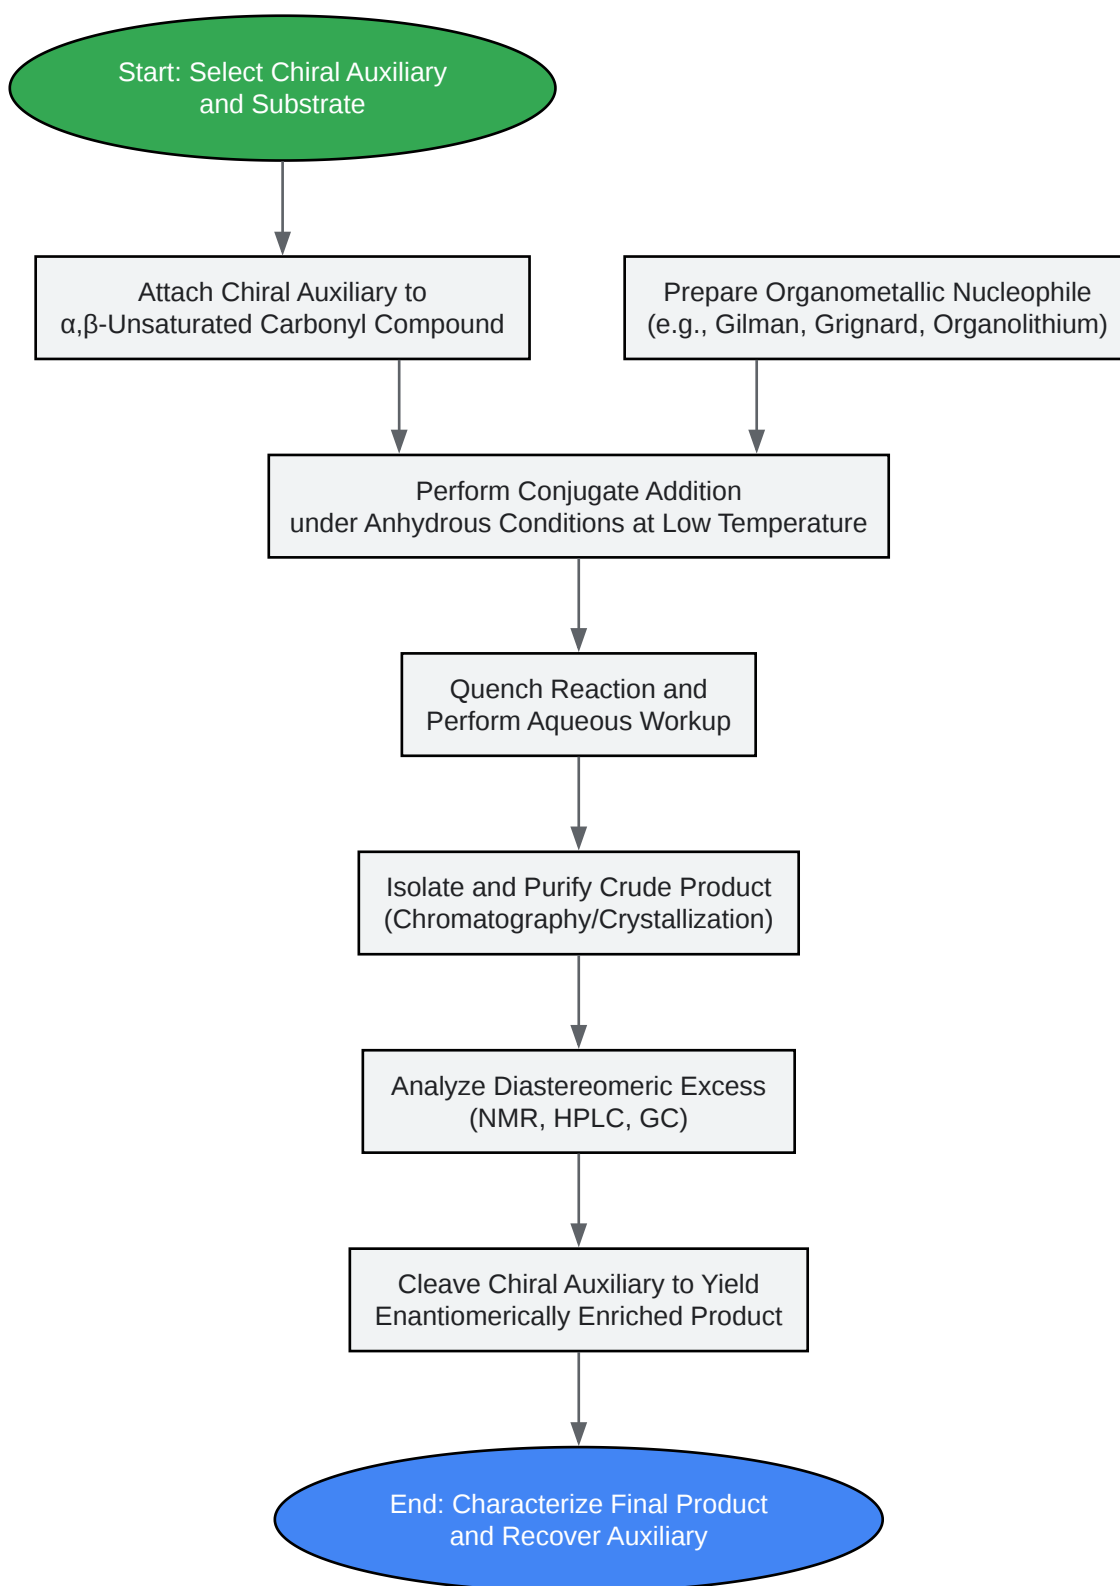 Start: Select Chiral Auxiliary
and Substrate
Attach Chiral Auxiliary to
α,β-Unsaturated Carbonyl Compound
Prepare Organometallic Nucleophile
(e.g., Gilman, Grignard, Organolithium)
Perform Conjugate Addition
under Anhydrous Conditions at Low Temperature
Quench Reaction and
Perform Aqueous Workup
Isolate and Purify Crude Product
(Chromatography/Crystallization)
Analyze Diastereomeric Excess
(NMR, HPLC, GC)
Cleave Chiral Auxiliary to Yield
Enantiomerically Enriched Product
End: Characterize Final Product
and Recover Auxiliary